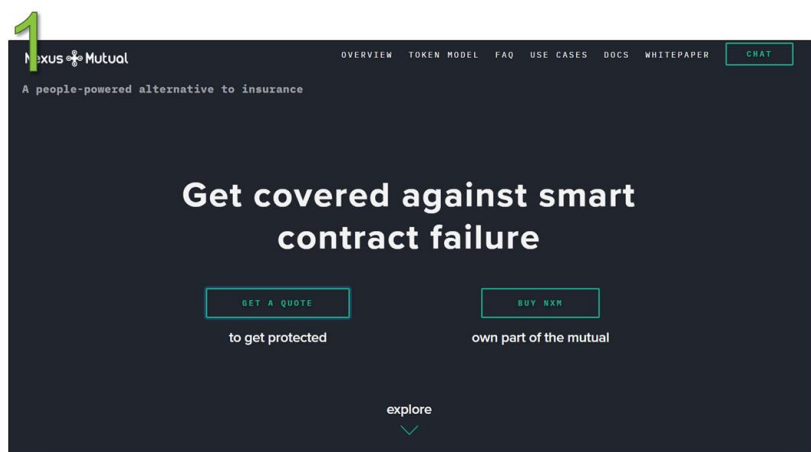 1
Nexus Mutual
OVERVIEW TOKEN MODEL FAQ USE CASES DOCS WHITEPAPER CHAT
A people-powered alternative to insurance
Get covered against smart
contract failure
GET A QUOTE BUY NXM
to get protected own part of the mutual
explore